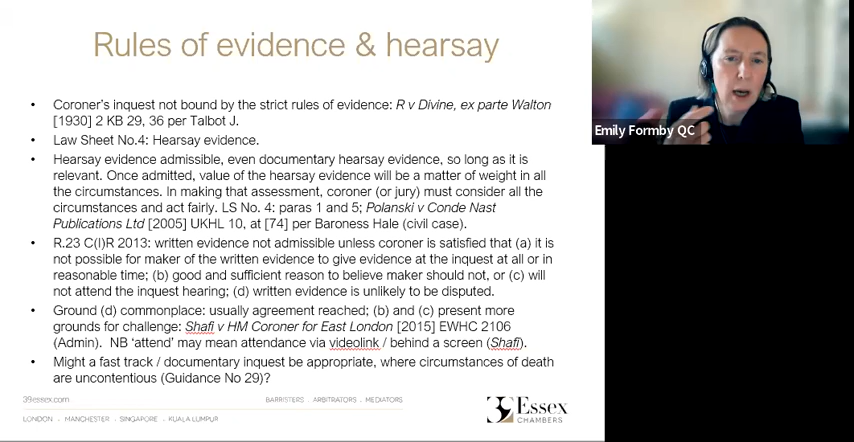 Rules of evidence & hearsay
• Coroner's inquest not bound by the strict rules of evidence: R v Divine, ex parte Walton
[1930] 2 KB 29, 36 per Talbot J.
• Law Sheet No.4: Hearsay evidence.
• Hearsay evidence admissible, even documentary hearsay evidence, so long as it is
relevant. Once admitted, value of the hearsay evidence will be a matter of weight in all
the circumstances. In making that assessment, coroner (or jury) must consider all the
circumstances and act fairly. LS No. 4: paras 1 and 5; Polanski v Conde Nast
Publications Ltd [2005] UKHL 10, at [74] per Baroness Hale (civil case).
• R.23 C(I)R 2013: written evidence not admissible unless coroner is satisfied that (a) it is
not possible for maker of the written evidence to give evidence at the inquest at all or in
reasonable time; (b) good and sufficient reason to believe maker should not, or (c) will
not attend the inquest hearing; (d) written evidence is unlikely to be disputed.
• Ground (d) commonplace: usually agreement reached; (b) and (c) present more
grounds for challenge: Shafi v HM Coroner for East London [2015] EWHC 2106
(Admin). NB 'attend' may mean attendance via videolink / behind a screen (Shafi).
• Might a fast track / documentary inquest be appropriate, where circumstances of death
are uncontentious (Guidance No 29)?
39essex.com
BARRISTERS . ARBITRATORS . MEDIATORS
LONDON . MANCHESTER . SINGAPORE . KUALA LUMPUR
39 Essex
CHAMBERS
Emily Formby QC